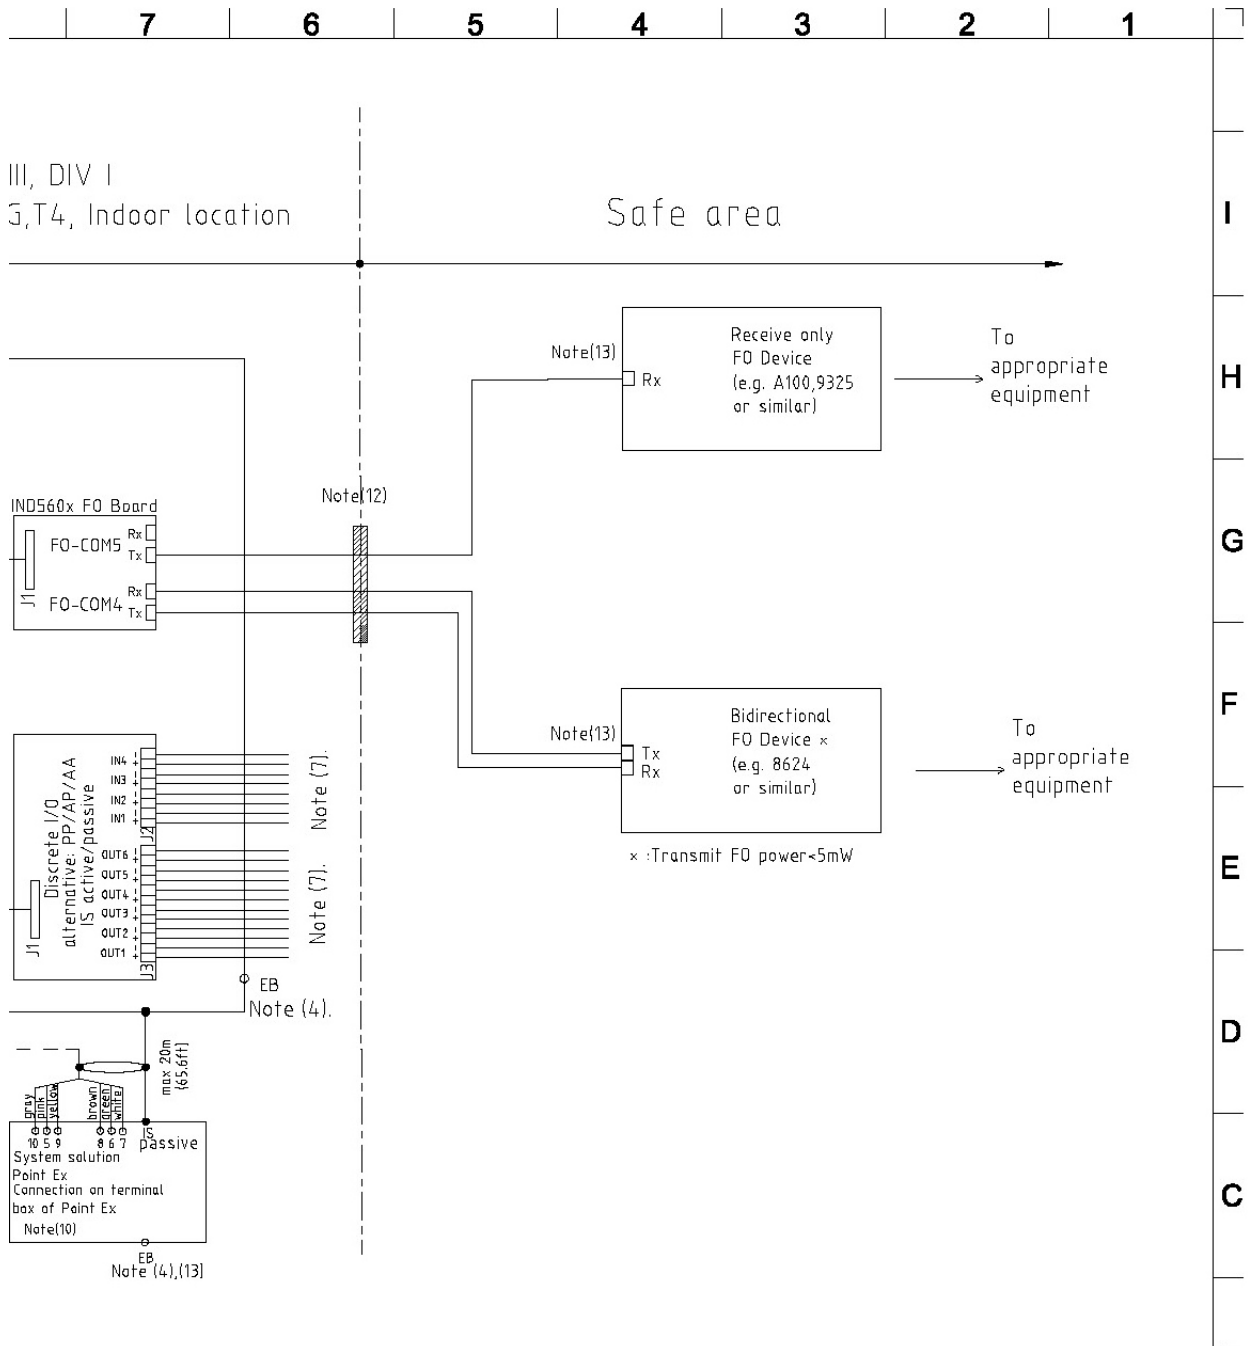 7 6 5 4 3 2 1
III, DIV I
G,T4, Indoor location
Safe area
I
H
G
F
E
D
C
Note(13)
Rx
Receive only
FO Device
(e.g. A100,9325
or similar)
To
appropriate
equipment
Note(12)
IND560x FO Board
J1
FO-COM5
Rx
Tx
FO-COM4
Rx
Tx
Note(13)
Tx
Rx
Bidirectional
FO Device ×
(e.g. 8624
or similar)
To
appropriate
equipment
× :Transmit FO power<5mW
Discrete I/O
alternative: PP/AP/AA
IS active/passive
J1
IN4 +
IN3 +
IN2 +
IN1 +
J2
OUT6 +
OUT5 +
OUT4 +
OUT3 +
OUT2 +
OUT1 +
J3
Note (7).
Note (7).
EB
Note (4).
max 20m
(65.6ft]
gray
pink
yellow
brown
green
white
10 5 9 8 6 7
IS
passive
System solution
Point Ex
Connection on terminal
box of Point Ex
Note(10)
EB
Note (4),(13]